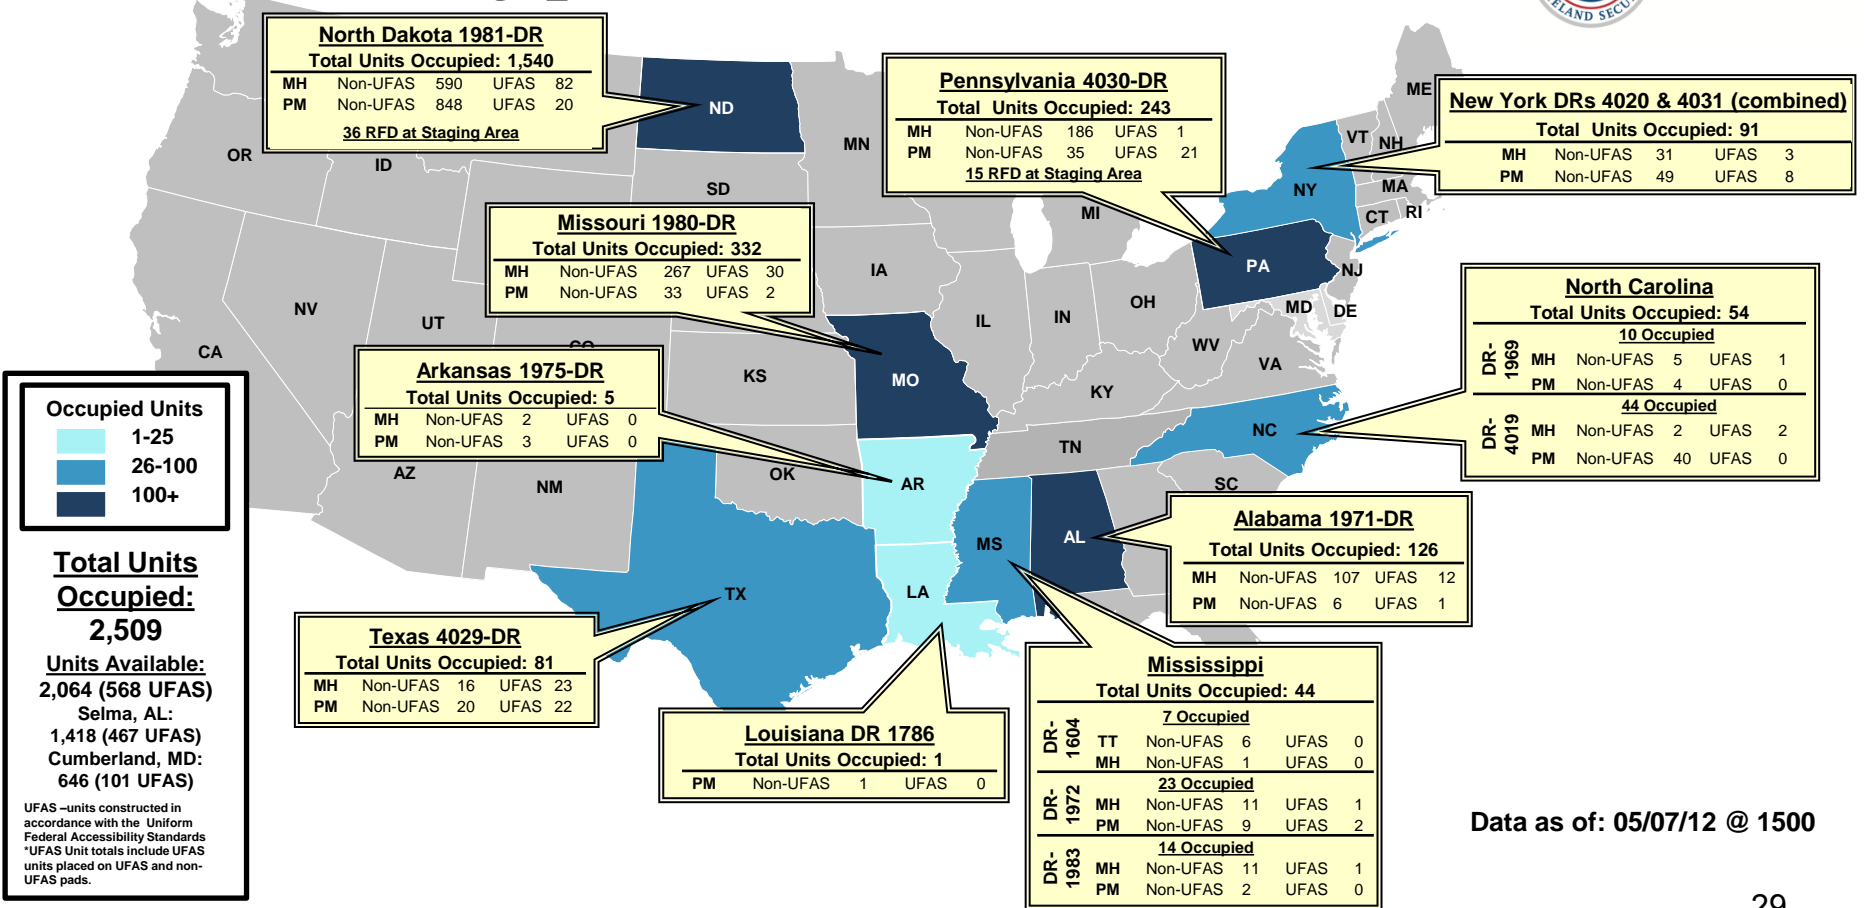 ELAND SECU
North Dakota 1981-DR
Total Units Occupied: 1,540
MH Non-UFAS 590 UFAS 82
PM Non-UFAS 848 UFAS 20
36 RFD at Staging Area
Pennsylvania 4030-DR
Total Units Occupied: 243
MH Non-UFAS 186 UFAS 1
PM Non-UFAS 35 UFAS 21
15 RFD at Staging Area
New York DRs 4020 & 4031 (combined)
Total Units Occupied: 91
MH Non-UFAS 31 UFAS 3
PM Non-UFAS 49 UFAS 8
Missouri 1980-DR
Total Units Occupied: 332
MH Non-UFAS 267 UFAS 30
PM Non-UFAS 33 UFAS 2
North Carolina
Total Units Occupied: 54
DR-1969
10 Occupied
MH Non-UFAS 5 UFAS 1
PM Non-UFAS 4 UFAS 0
DR-4019
44 Occupied
MH Non-UFAS 2 UFAS 2
PM Non-UFAS 40 UFAS 0
Arkansas 1975-DR
Total Units Occupied: 5
MH Non-UFAS 2 UFAS 0
PM Non-UFAS 3 UFAS 0
Alabama 1971-DR
Total Units Occupied: 126
MH Non-UFAS 107 UFAS 12
PM Non-UFAS 6 UFAS 1
Texas 4029-DR
Total Units Occupied: 81
MH Non-UFAS 16 UFAS 23
PM Non-UFAS 20 UFAS 22
Louisiana DR 1786
Total Units Occupied: 1
PM Non-UFAS 1 UFAS 0
Mississippi
Total Units Occupied: 44
DR-1604
7 Occupied
TT Non-UFAS 6 UFAS 0
MH Non-UFAS 1 UFAS 0
DR-1972
23 Occupied
MH Non-UFAS 11 UFAS 1
PM Non-UFAS 9 UFAS 2
DR-1983
14 Occupied
MH Non-UFAS 11 UFAS 1
PM Non-UFAS 2 UFAS 0
ND
MN
ME
OR
ID
VT
NH
SD
NY
MA
MI
CT
RI
IA
PA
NJ
NV
UT
OH
MD
DE
IL
IN
CA
CO
WV
VA
KS
MO
KY
NC
TN
AZ
NM
OK
AR
SC
MS
AL
TX
LA
Occupied Units
1-25
26-100
100+
Total Units
Occupied:
2,509
Units Available:
2,064 (568 UFAS)
Selma, AL:
1,418 (467 UFAS)
Cumberland, MD:
646 (101 UFAS)
UFAS –units constructed in
accordance with the Uniform
Federal Accessibility Standards
*UFAS Unit totals include UFAS
units placed on UFAS and non-
UFAS pads.
Data as of: 05/07/12 @ 1500
29